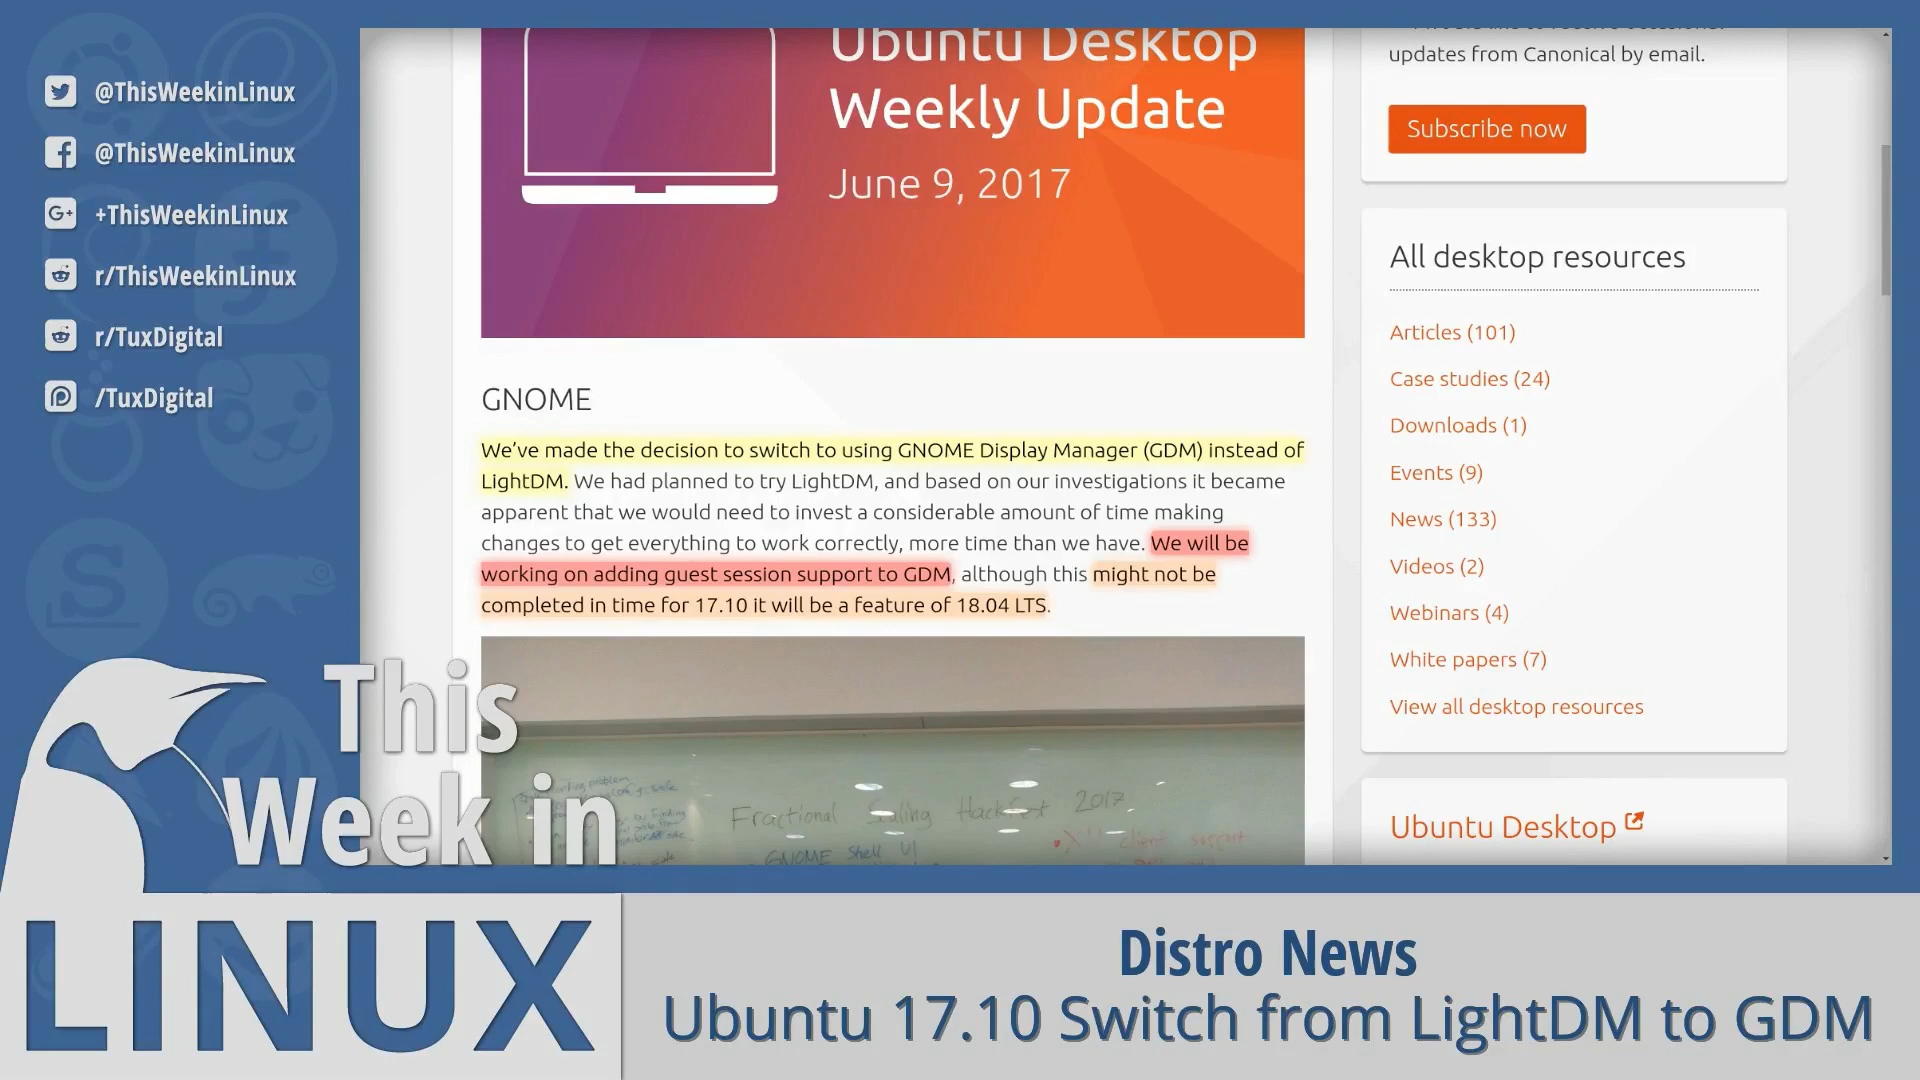 @ThisWeekinLinux
@ThisWeekinLinux
G+ +ThisWeekinLinux
r/ThisWeekinLinux
r/TuxDigital
/TuxDigital
Ubuntu Desktop
Weekly Update
June 9, 2017
GNOME
We've made the decision to switch to using GNOME Display Manager (GDM) instead of
LightDM. We had planned to try LightDM, and based on our investigations it became
apparent that we would need to invest a considerable amount of time making
changes to get everything to work correctly, more time than we have. We will be
working on adding guest session support to GDM, although this might not be
completed in time for 17.10 it will be a feature of 18.04 LTS.
Fractional Scaling Hackfest 2017
GNOME Shell UI
client support
updates from Canonical by email.
Subscribe now
All desktop resources
Articles (101)
Case studies (24)
Downloads (1)
Events (9)
News (133)
Videos (2)
Webinars (4)
White papers (7)
View all desktop resources
Ubuntu Desktop
This
Week in
LINUX
Distro News
Ubuntu 17.10 Switch from LightDM to GDM